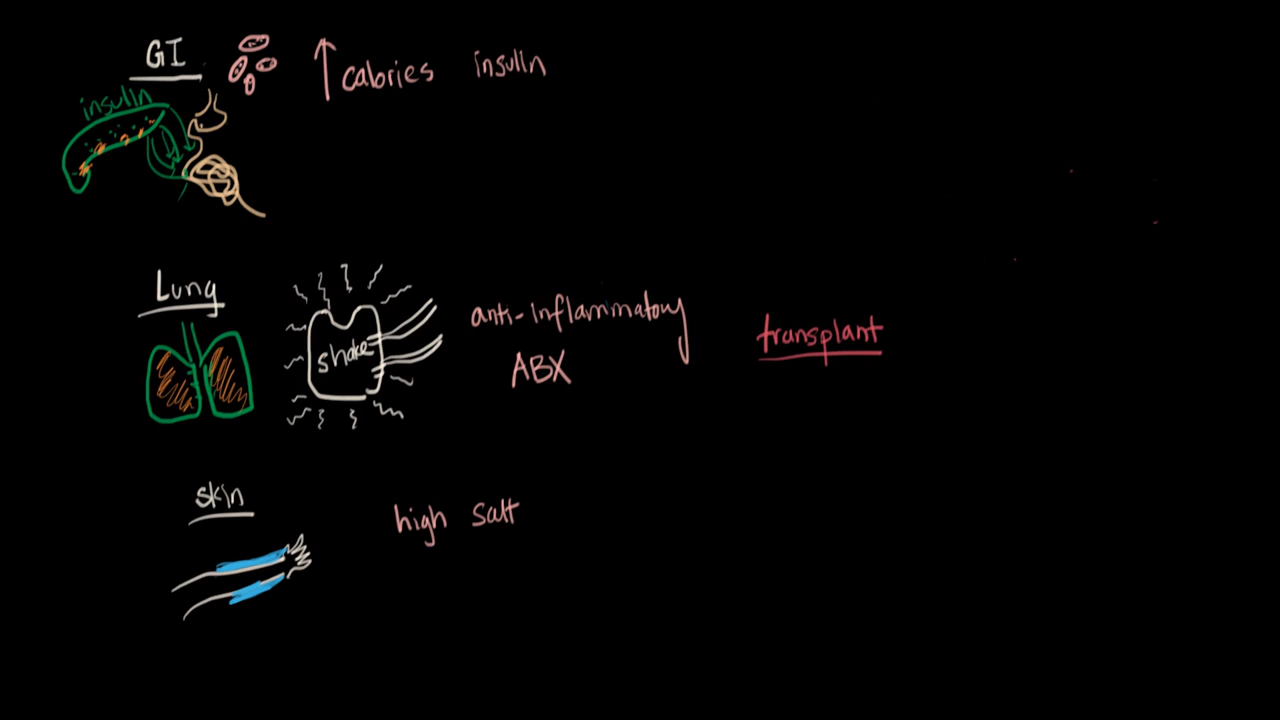 GI
↑ calories insulin
insulin
Lung
shake
anti-inflammatory
ABX
transplant
skin
high salt